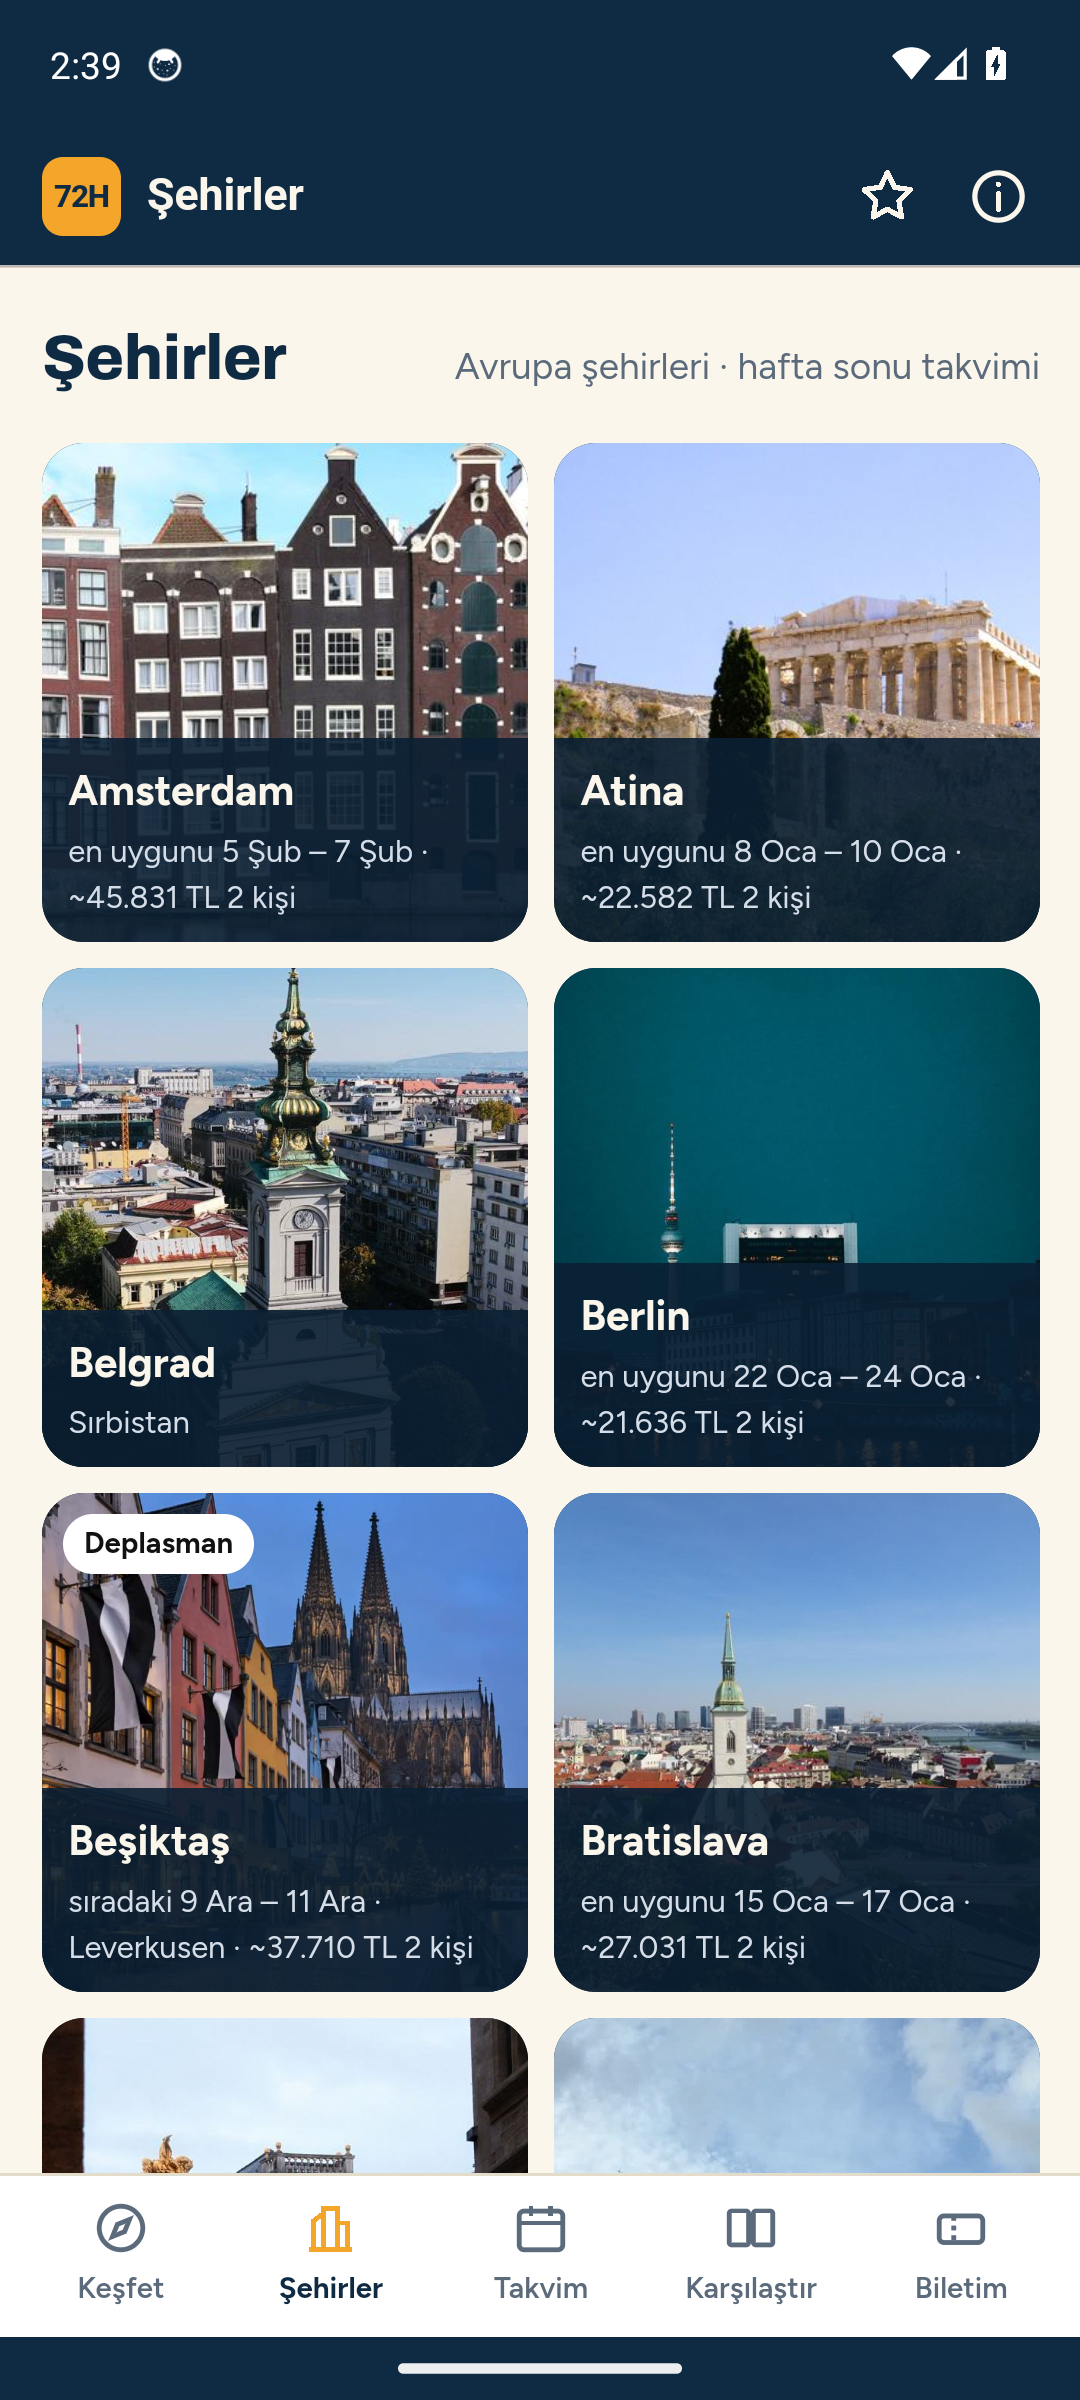 2:39
72H
Şehirler
Şehirler
Avrupa şehirleri · hafta sonu takvimi
Amsterdam
en uygunu 5 Şub – 7 Şub ·
~45.831 TL 2 kişi
Atina
en uygunu 8 Oca – 10 Oca ·
~22.582 TL 2 kişi
Belgrad
Sırbistan
Berlin
en uygunu 22 Oca – 24 Oca ·
~21.636 TL 2 kişi
Deplasman
Beşiktaş
sıradaki 9 Ara – 11 Ara ·
Leverkusen · ~37.710 TL 2 kişi
Bratislava
en uygunu 15 Oca – 17 Oca ·
~27.031 TL 2 kişi
Keşfet
Şehirler
Takvim
Karşılaştır
Biletim